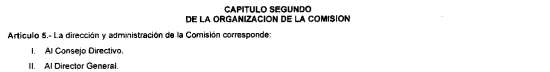 CAPITULO SEGUNDO
DE LA ORGANIZACION DE LA COMISION
Artículo 5.- La dirección y administración de la Comisión corresponde:
I. Al Consejo Directivo.
II. Al Director General.